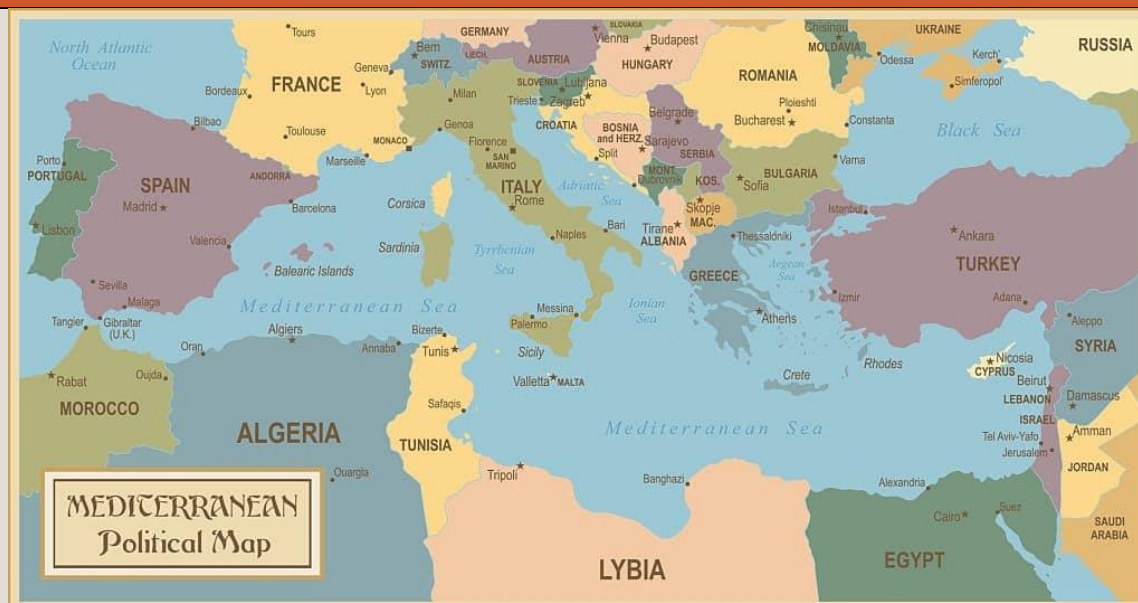 North Atlantic
Ocean
Tours
FRANCE
Bordeaux
Geneva
Lyon
Toulouse
Bilbao
MONACO
Marseille
GERMANY
Bern
SWITZ.
LIECH.
AUSTRIA
SLOVAKIA
Vienna
Budapest
HUNGARY
SLOVENIA
Lubljana
Trieste
Zagreb
CROATIA
Milan
Genoa
Florence
SAN
MARINO
ITALY
Rome
Naples
Bari
Adriatic
Sea
Split
BOSNIA
and HERZ.
Sarajevo
Belgrade
SERBIA
MONT.
Dubrovnik
KOS.
Skopje
MAC.
Tirane
ALBANIA
ROMANIA
Ploieshti
Bucharest
Constanta
Chisinau
MOLDAVIA
UKRAINE
Odessa
Kerch'
Simferopol'
RUSSIA
Black Sea
Varna
BULGARIA
Sofia
Porto
PORTUGAL
Lisbon
SPAIN
Madrid
ANDORRA
Barcelona
Valencia
Sevilla
Malaga
Gibraltar
(U.K.)
Balearic Islands
Corsica
Sardinia
Tyrrhenian
Sea
Mediterranean Sea
Messina
Palermo
Sicily
Valletta
MALTA
Ionian
Sea
Thessalóniki
GREECE
Athens
Aegean
Sea
Crete
Rhodes
Istanbul
Ankara
TURKEY
Izmir
Adana
Aleppo
SYRIA
Nicosia
CYPRUS
Beirut
LEBANON
Damascus
ISRAEL
Tel Aviv-Yafo
Jerusalem
Amman
JORDAN
SAUDI
ARABIA
Tangier
Rabat
Oujda
MOROCCO
Oran
Algiers
Annaba
ALGERIA
Ouargla
Bizerte
Tunis
Safaqis
TUNISIA
Mediterranean Sea
Tripoli
Banghazi
LYBIA
Alexandria
Cairo
Suez
EGYPT
MEDITERRANEAN
Political Map